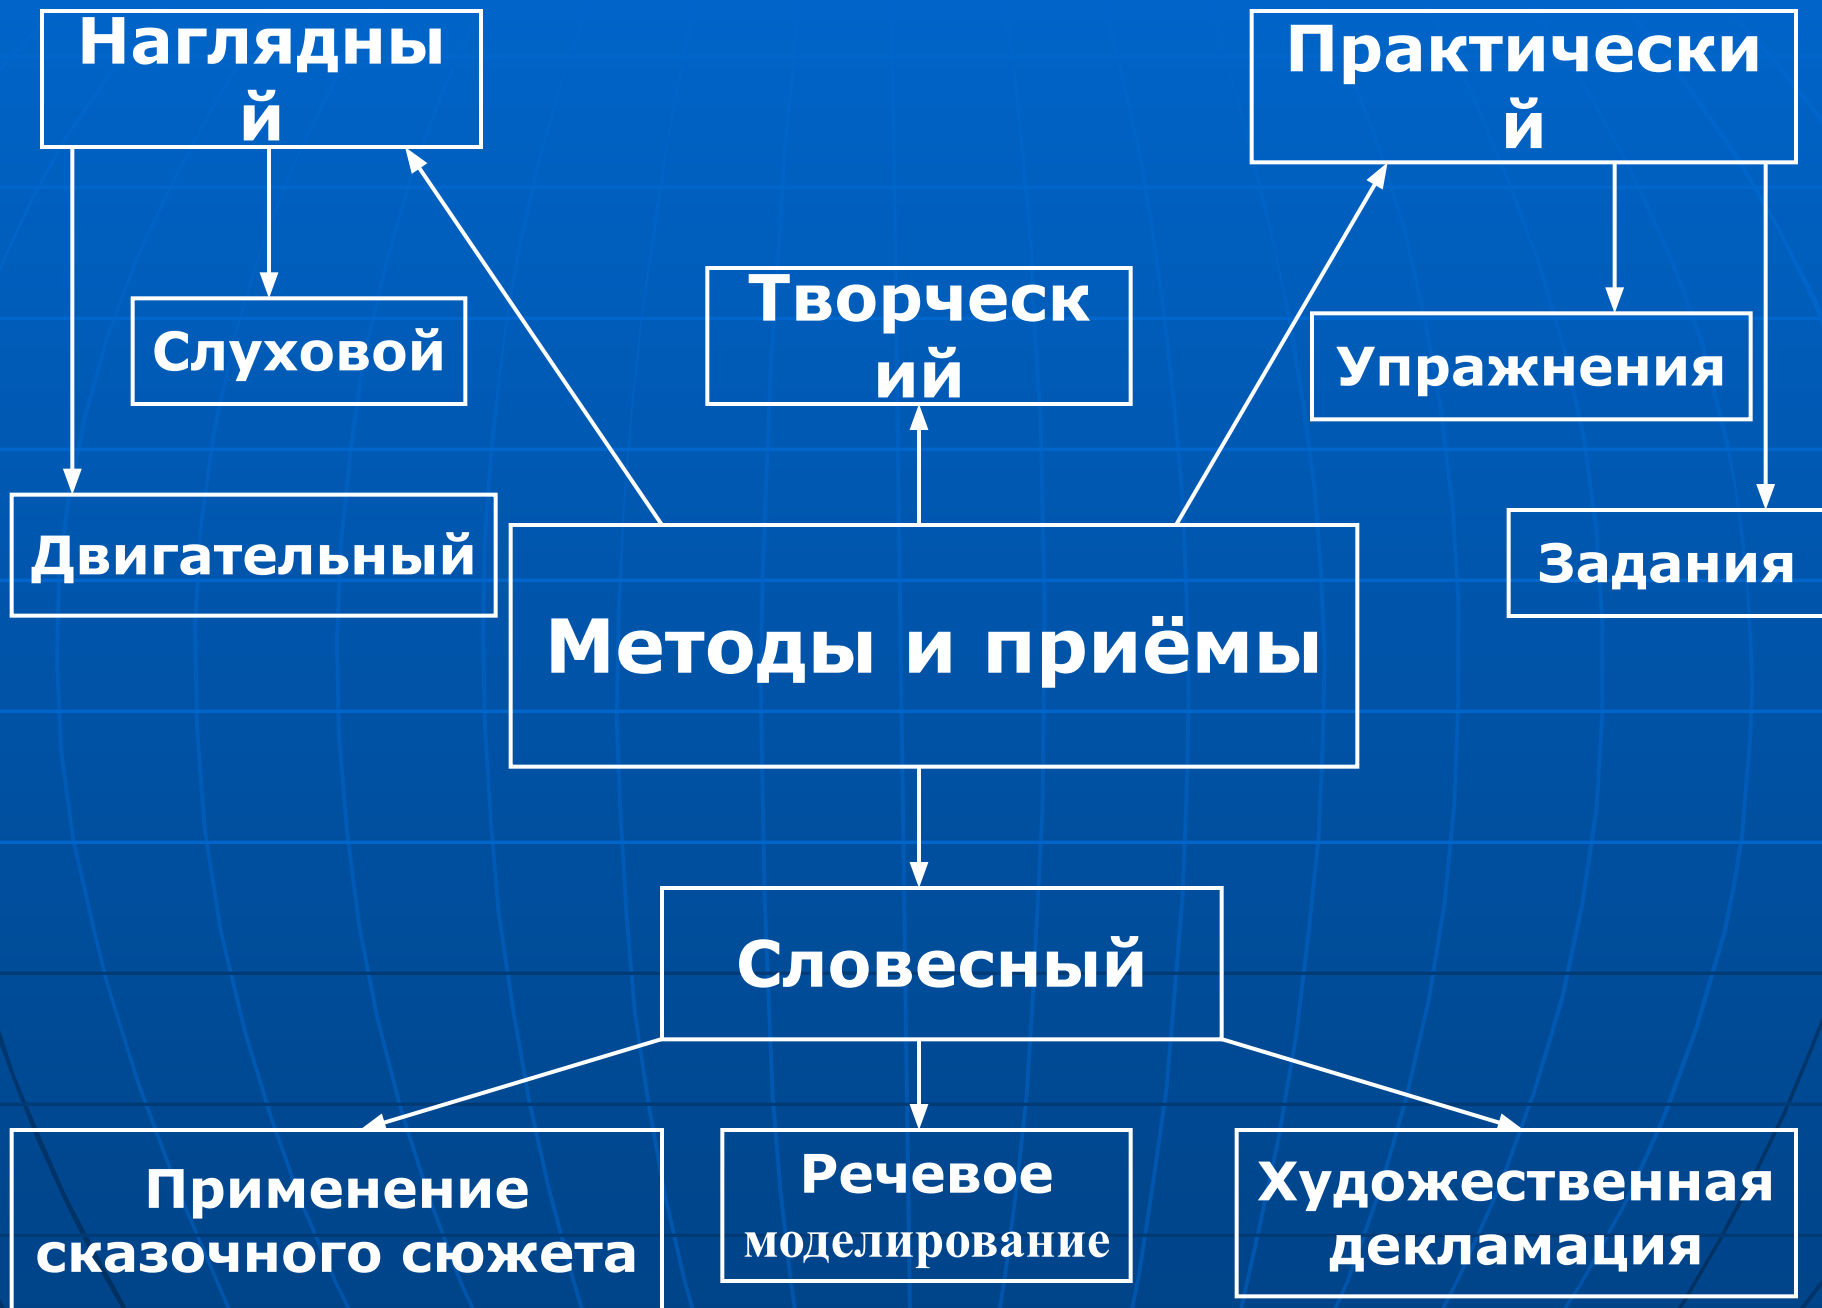 Наглядны
й
Практически
й
Творческ
ий
Слуховой
Упражнения
Двигательный
Задания
Методы и приёмы
Словесный
Применение
сказочного сюжета
Речевое
моделирование
Художественная
декламация